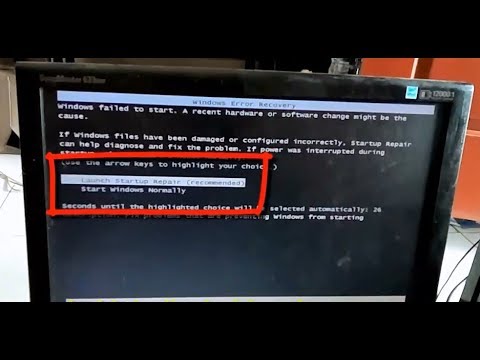 SyncMaster 633nw
Windows Error Recovery
Windows failed to start. A recent hardware or software change might be the
cause.
If Windows files have been damaged or configured incorrectly, Startup Repair
can help diagnose and fix the problem. If power was interrupted during
(Use the arrow keys to highlight your choice.)
Launch Startup Repair (recommended)
Start Windows Normally
Seconds until the highlighted choice will be selected automatically: 26
problems that are preventing Windows from starting